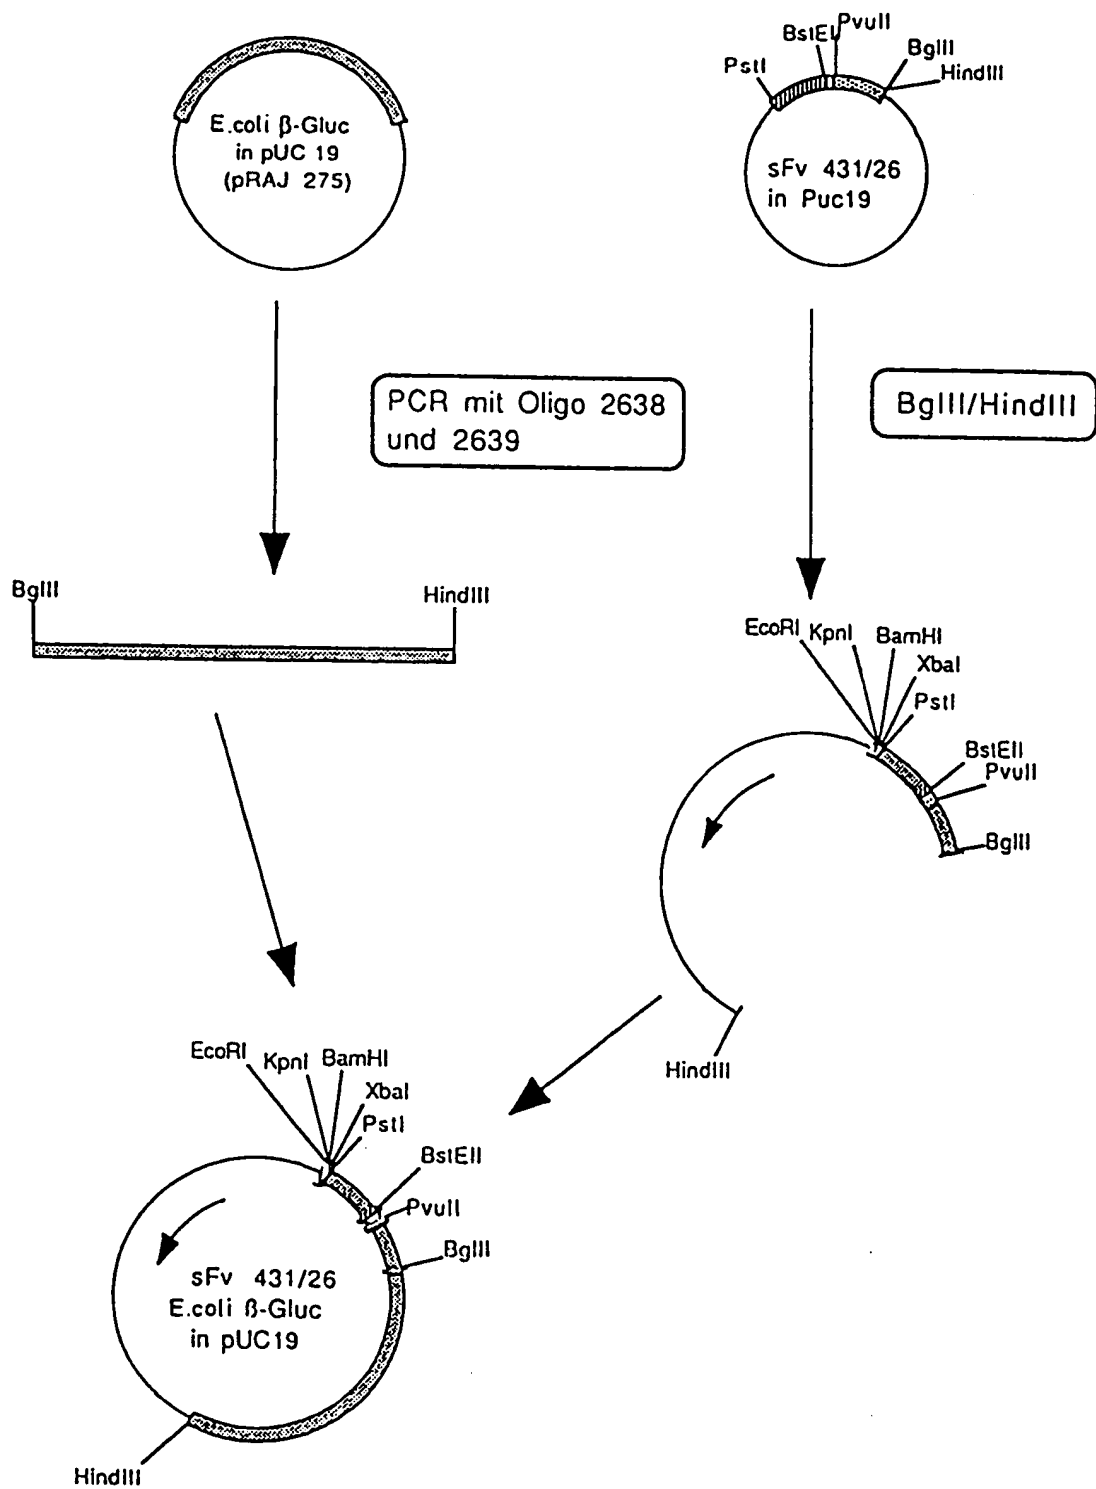 E.coli β-Gluc
in pUC 19
(pRAJ 275)
PstI
BstEII
PvuII
BglII
HindIII
sFv 431/26
in Puc19
PCR mit Oligo 2638
und 2639
BglII/HindIII
BglII
HindIII
EcoRI
KpnI
BamHI
XbaI
PstI
BstEII
PvuII
BglII
HindIII
EcoRI
KpnI
BamHI
XbaI
PstI
BstEII
PvuII
BglII
sFv 431/26
E.coli ß-Gluc
in pUC19
HindIII